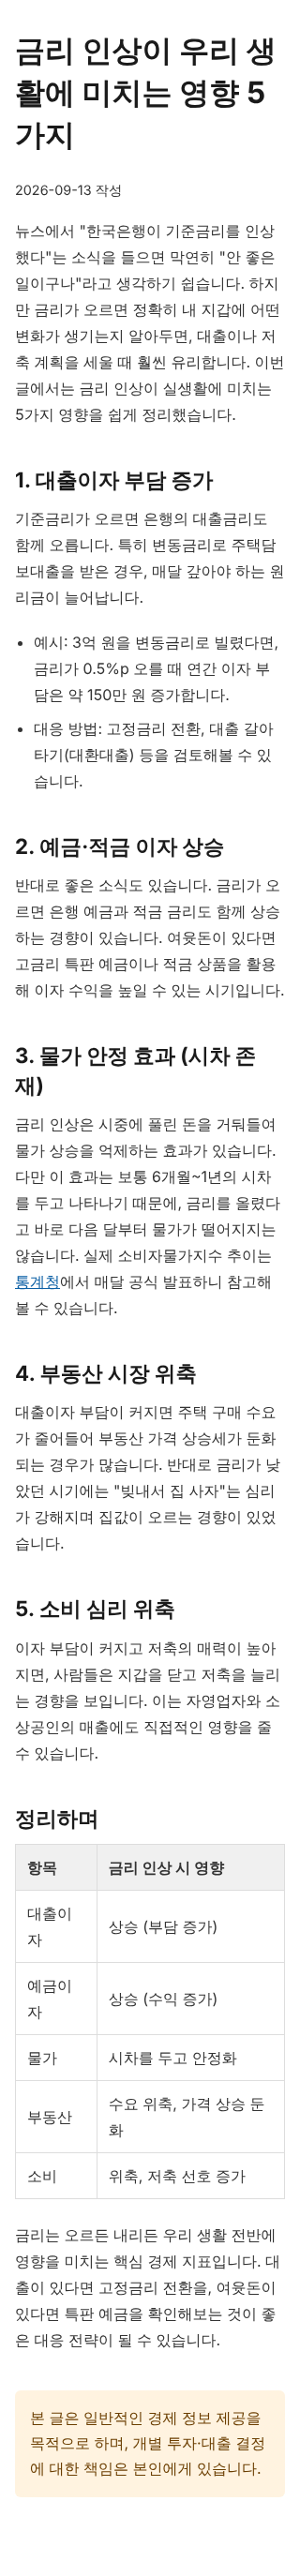 금리 인상이 우리 생
활에 미치는 영향 5
가지
2026-09-13 작성
뉴스에서 "한국은행이 기준금리를 인상
했다"는 소식을 들으면 막연히 "안 좋은
일이구나"라고 생각하기 쉽습니다. 하지
만 금리가 오르면 정확히 내 지갑에 어떤
변화가 생기는지 알아두면, 대출이나 저
축 계획을 세울 때 훨씬 유리합니다. 이번
글에서는 금리 인상이 실생활에 미치는
5가지 영향을 쉽게 정리했습니다.
1. 대출이자 부담 증가
기준금리가 오르면 은행의 대출금리도
함께 오릅니다. 특히 변동금리로 주택담
보대출을 받은 경우, 매달 갚아야 하는 원
리금이 늘어납니다.
• 예시: 3억 원을 변동금리로 빌렸다면,
금리가 0.5%p 오를 때 연간 이자 부
담은 약 150만 원 증가합니다.
• 대응 방법: 고정금리 전환, 대출 갈아
타기(대환대출) 등을 검토해볼 수 있
습니다.
2. 예금·적금 이자 상승
반대로 좋은 소식도 있습니다. 금리가 오
르면 은행 예금과 적금 금리도 함께 상승
하는 경향이 있습니다. 여윳돈이 있다면
고금리 특판 예금이나 적금 상품을 활용
해 이자 수익을 높일 수 있는 시기입니다.
3. 물가 안정 효과 (시차 존
재)
금리 인상은 시중에 풀린 돈을 거둬들여
물가 상승을 억제하는 효과가 있습니다.
다만 이 효과는 보통 6개월~1년의 시차
를 두고 나타나기 때문에, 금리를 올렸다
고 바로 다음 달부터 물가가 떨어지지는
않습니다. 실제 소비자물가지수 추이는
통계청에서 매달 공식 발표하니 참고해
볼 수 있습니다.
4. 부동산 시장 위축
대출이자 부담이 커지면 주택 구매 수요
가 줄어들어 부동산 가격 상승세가 둔화
되는 경우가 많습니다. 반대로 금리가 낮
았던 시기에는 "빚내서 집 사자"는 심리
가 강해지며 집값이 오르는 경향이 있었
습니다.
5. 소비 심리 위축
이자 부담이 커지고 저축의 매력이 높아
지면, 사람들은 지갑을 닫고 저축을 늘리
는 경향을 보입니다. 이는 자영업자와 소
상공인의 매출에도 직접적인 영향을 줄
수 있습니다.
정리하며
항목 금리 인상 시 영향
대출이
자 상승 (부담 증가)
예금이
자 상승 (수익 증가)
물가 시차를 두고 안정화
부동산 수요 위축, 가격 상승 둔
화
소비 위축, 저축 선호 증가
금리는 오르든 내리든 우리 생활 전반에
영향을 미치는 핵심 경제 지표입니다. 대
출이 있다면 고정금리 전환을, 여윳돈이
있다면 특판 예금을 확인해보는 것이 좋
은 대응 전략이 될 수 있습니다.
본 글은 일반적인 경제 정보 제공을
목적으로 하며, 개별 투자·대출 결정
에 대한 책임은 본인에게 있습니다.